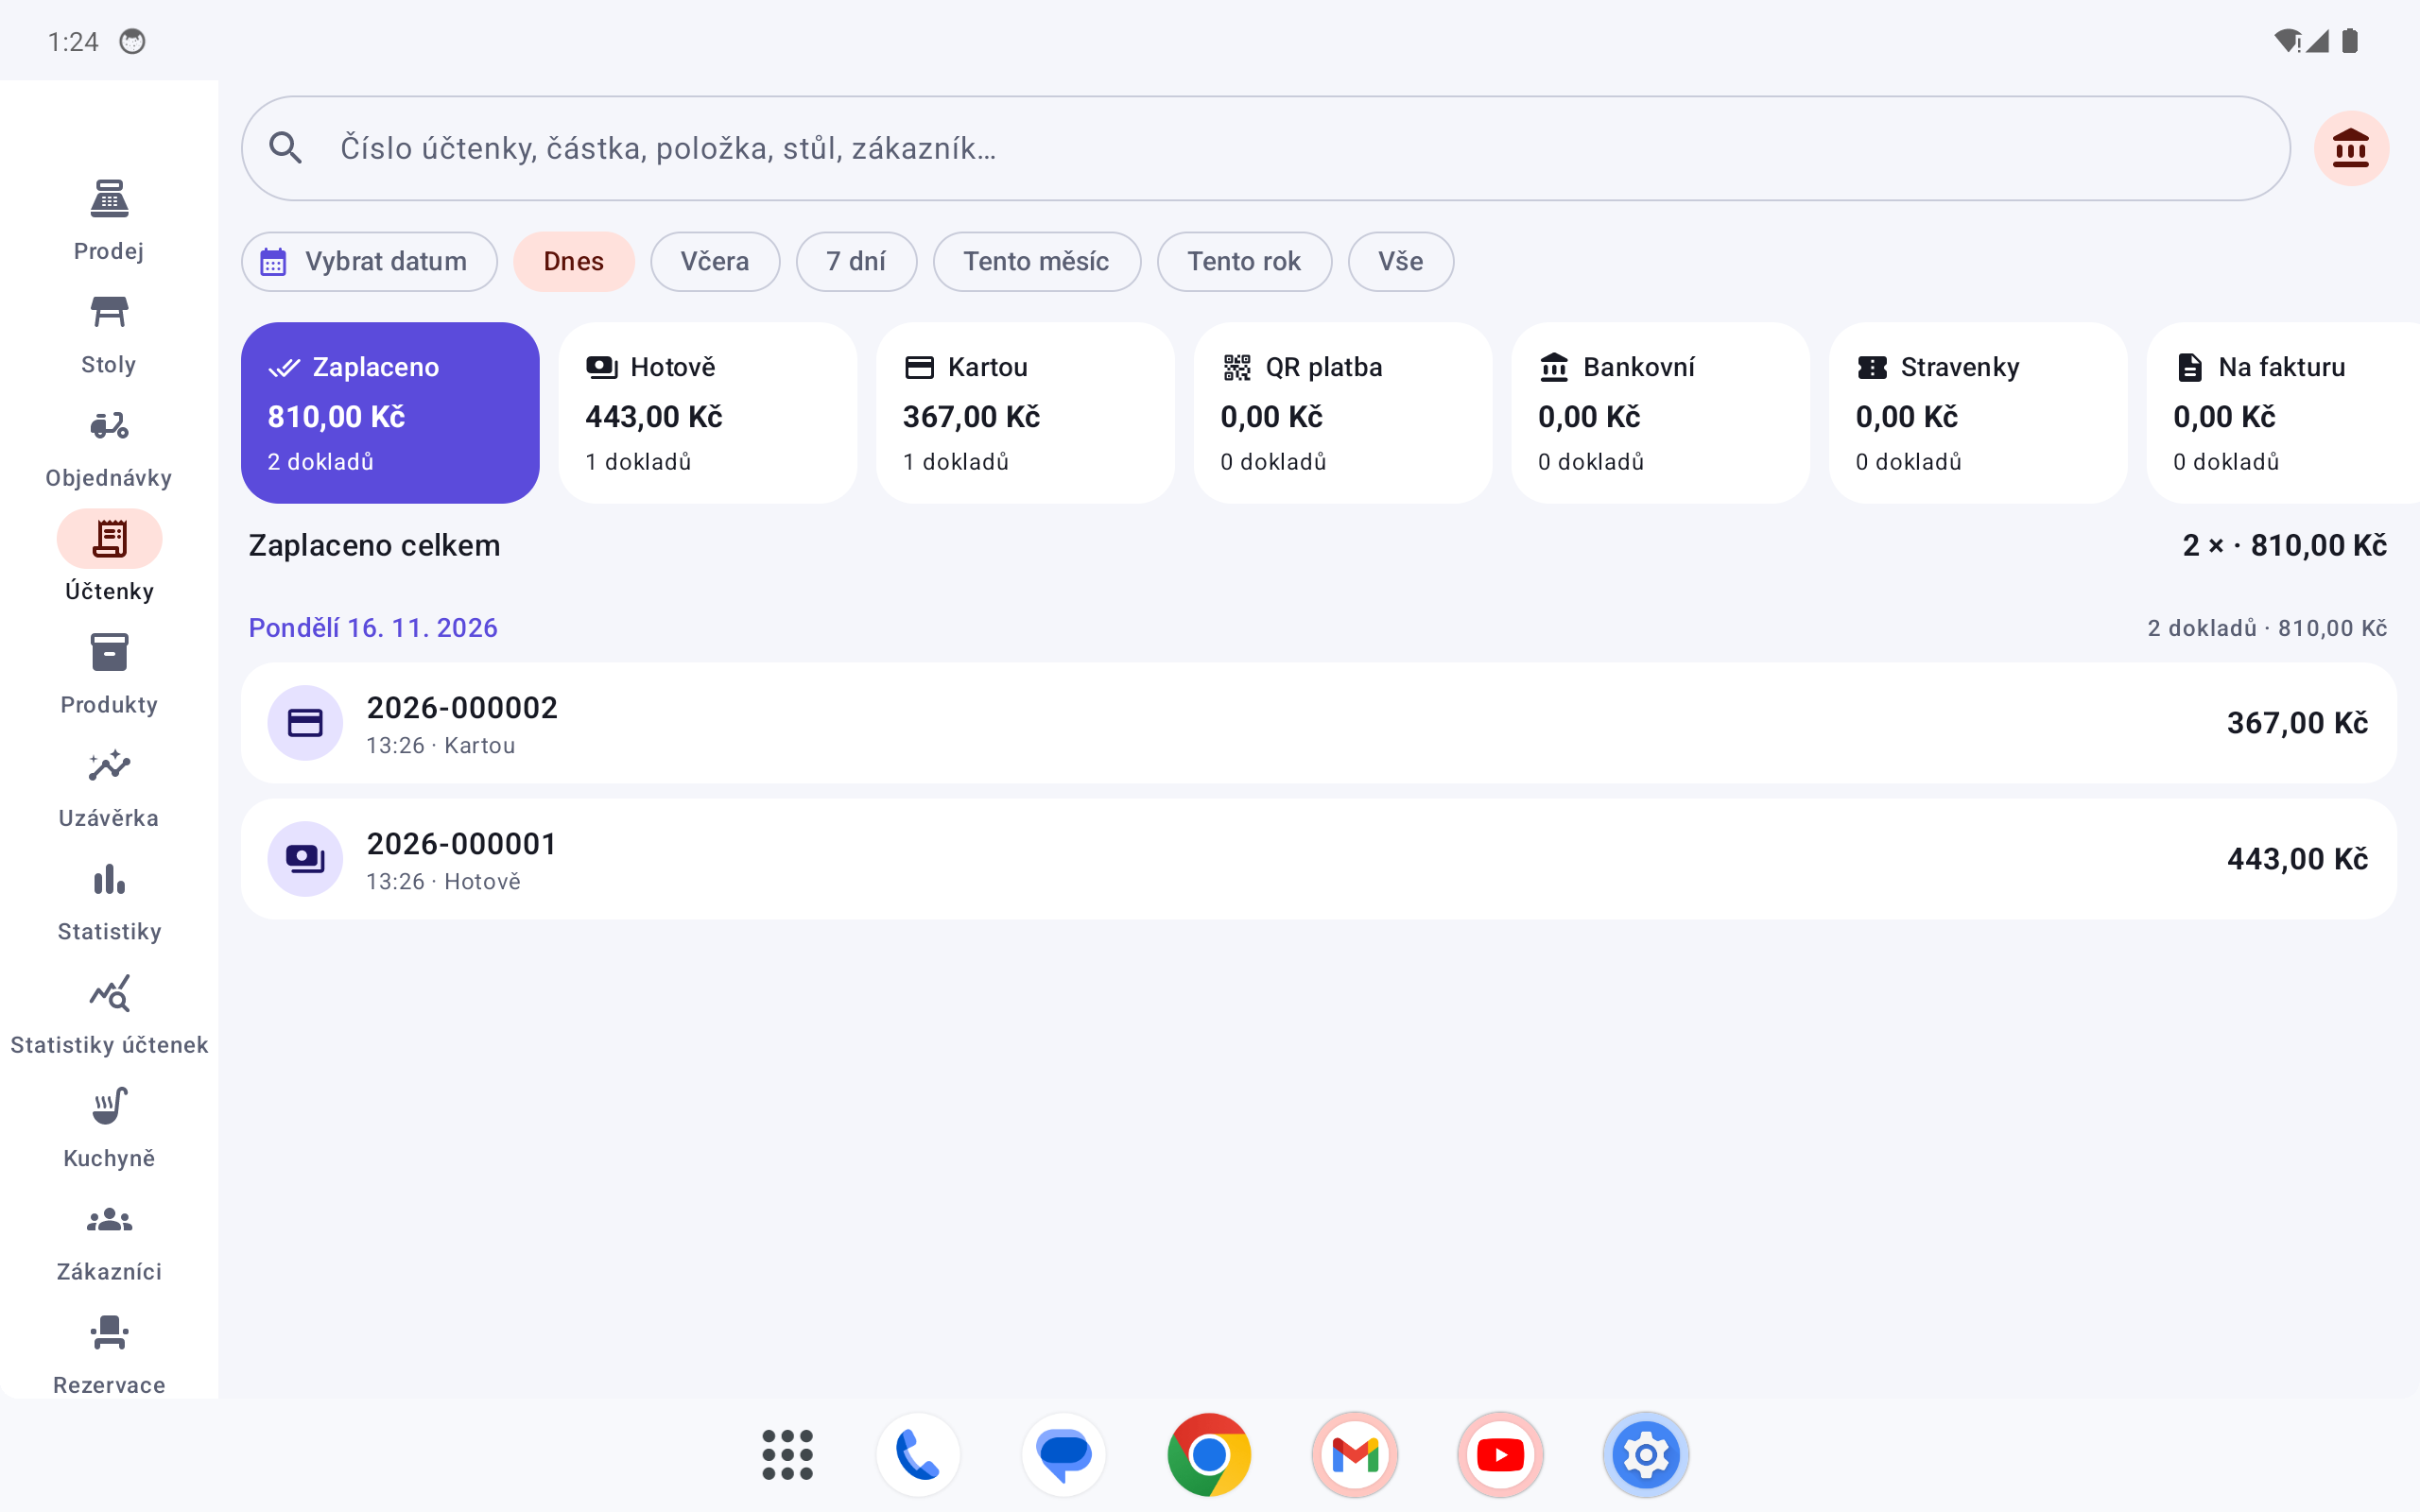 1:24
Číslo účtenky, částka, položka, stůl, zákazník…
Vybrat datum
Dnes
Včera
7 dní
Tento měsíc
Tento rok
Vše
Prodej
Stoly
Objednávky
Účtenky
Produkty
Uzávěrka
Statistiky
Statistiky účtenek
Kuchyně
Zákazníci
Rezervace
Zaplaceno
810,00 Kč
2 dokladů
Hotově
443,00 Kč
1 dokladů
Kartou
367,00 Kč
1 dokladů
QR platba
0,00 Kč
0 dokladů
Bankovní
0,00 Kč
0 dokladů
Stravenky
0,00 Kč
0 dokladů
Na fakturu
0,00 Kč
0 dokladů
Zaplaceno celkem
2 × · 810,00 Kč
Pondělí 16. 11. 2026
2 dokladů · 810,00 Kč
2026-000002
13:26 · Kartou
367,00 Kč
2026-000001
13:26 · Hotově
443,00 Kč